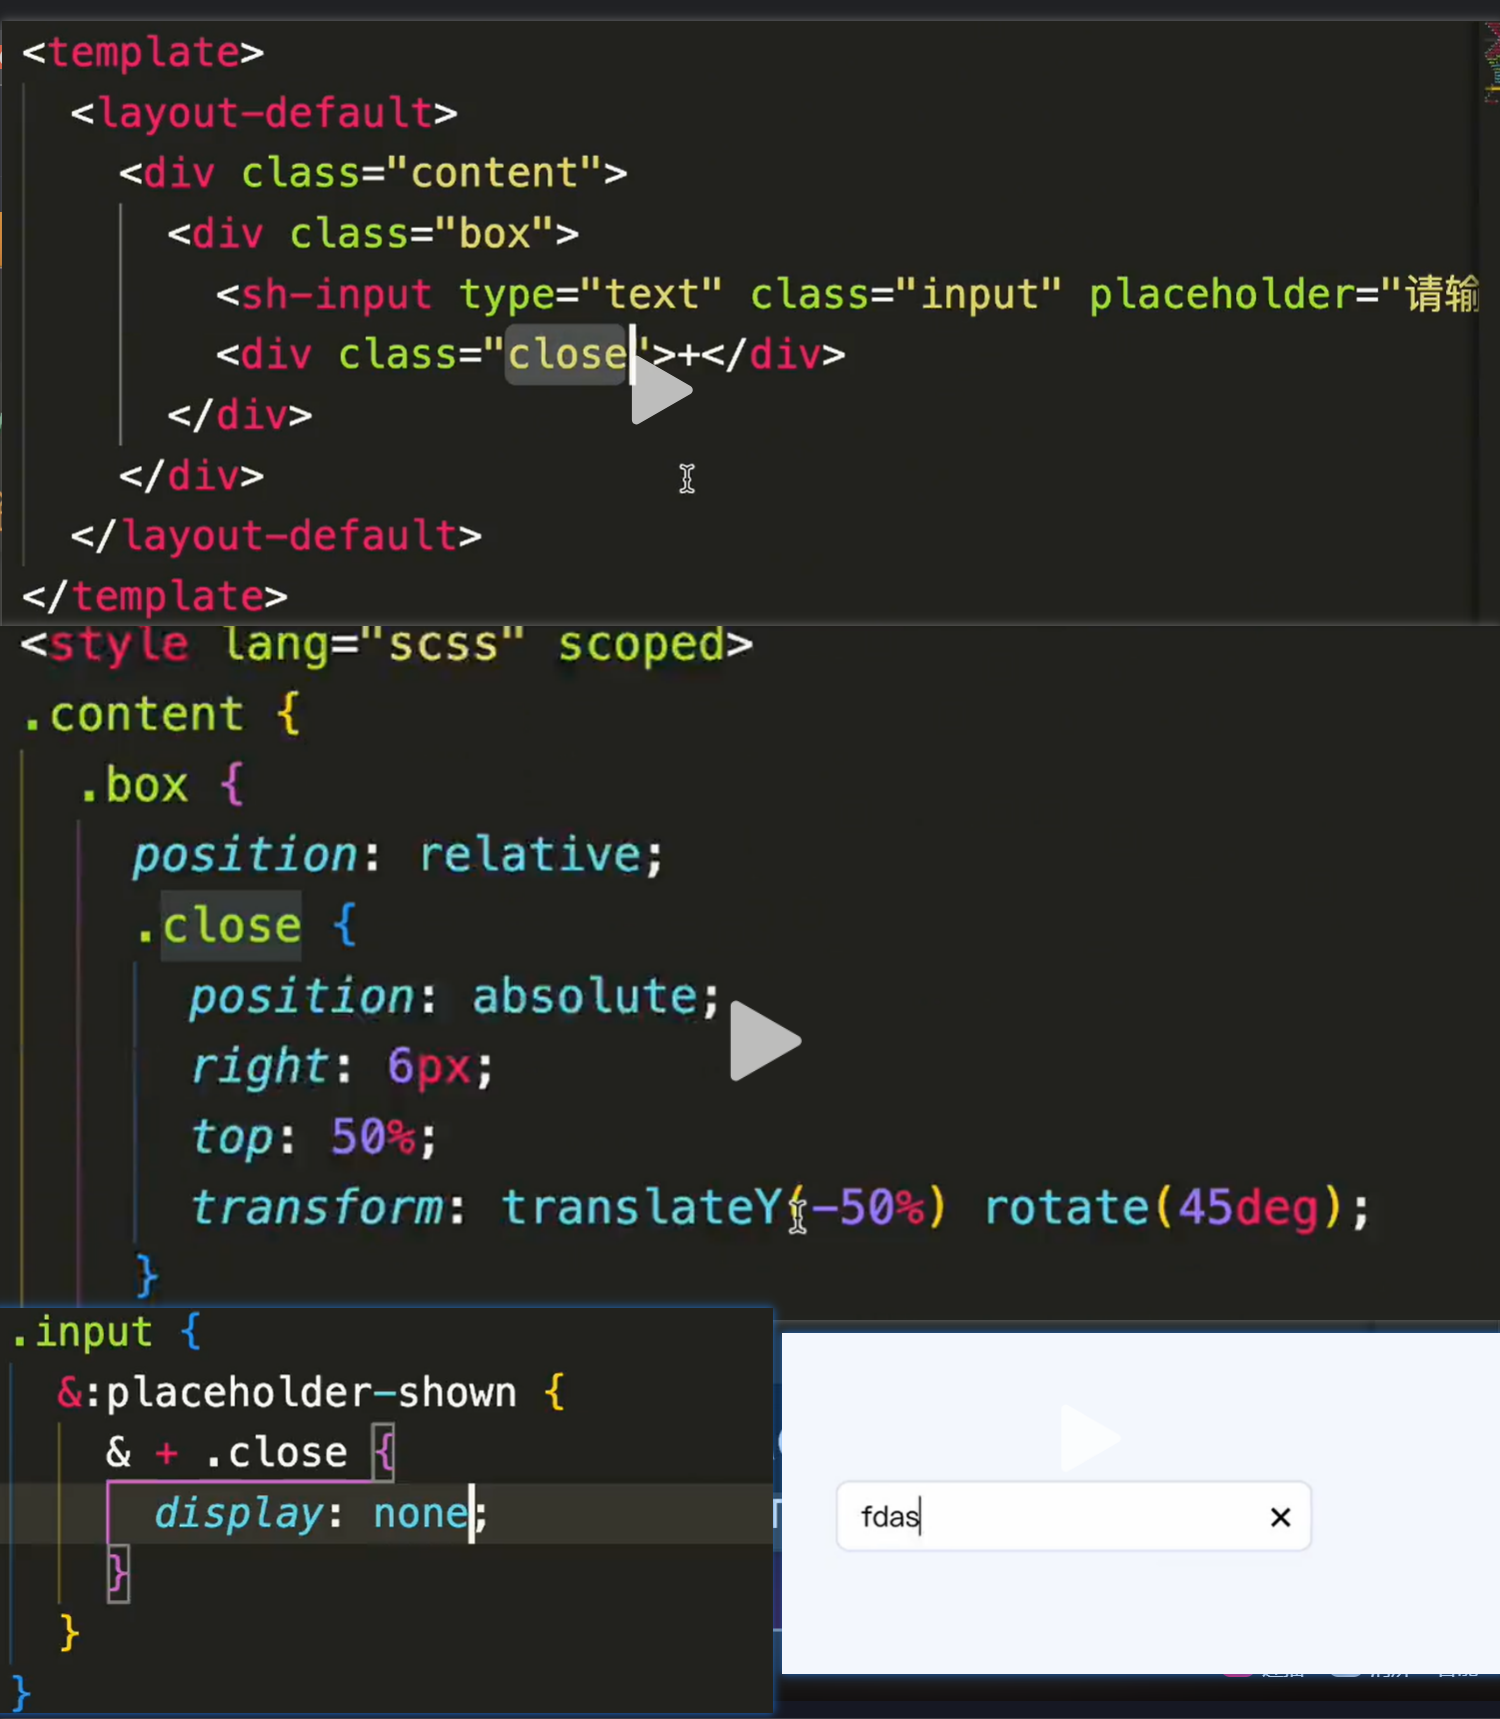 <template>
<layout-default>
<div class="content">
<div class="box">
<sh-input type="text" class="input" placeholder="请输
<div class="close">+</div>
</div>
</div>
</layout-default>
</template>
<style lang="scss" scoped>
.content {
.box {
position: relative;
.close {
position: absolute;
right: 6px;
top: 50%;
transform: translateY(-50%) rotate(45deg);
}
.input {
&:placeholder-shown {
& + .close {
display: none;
}
}
}
fdas ×